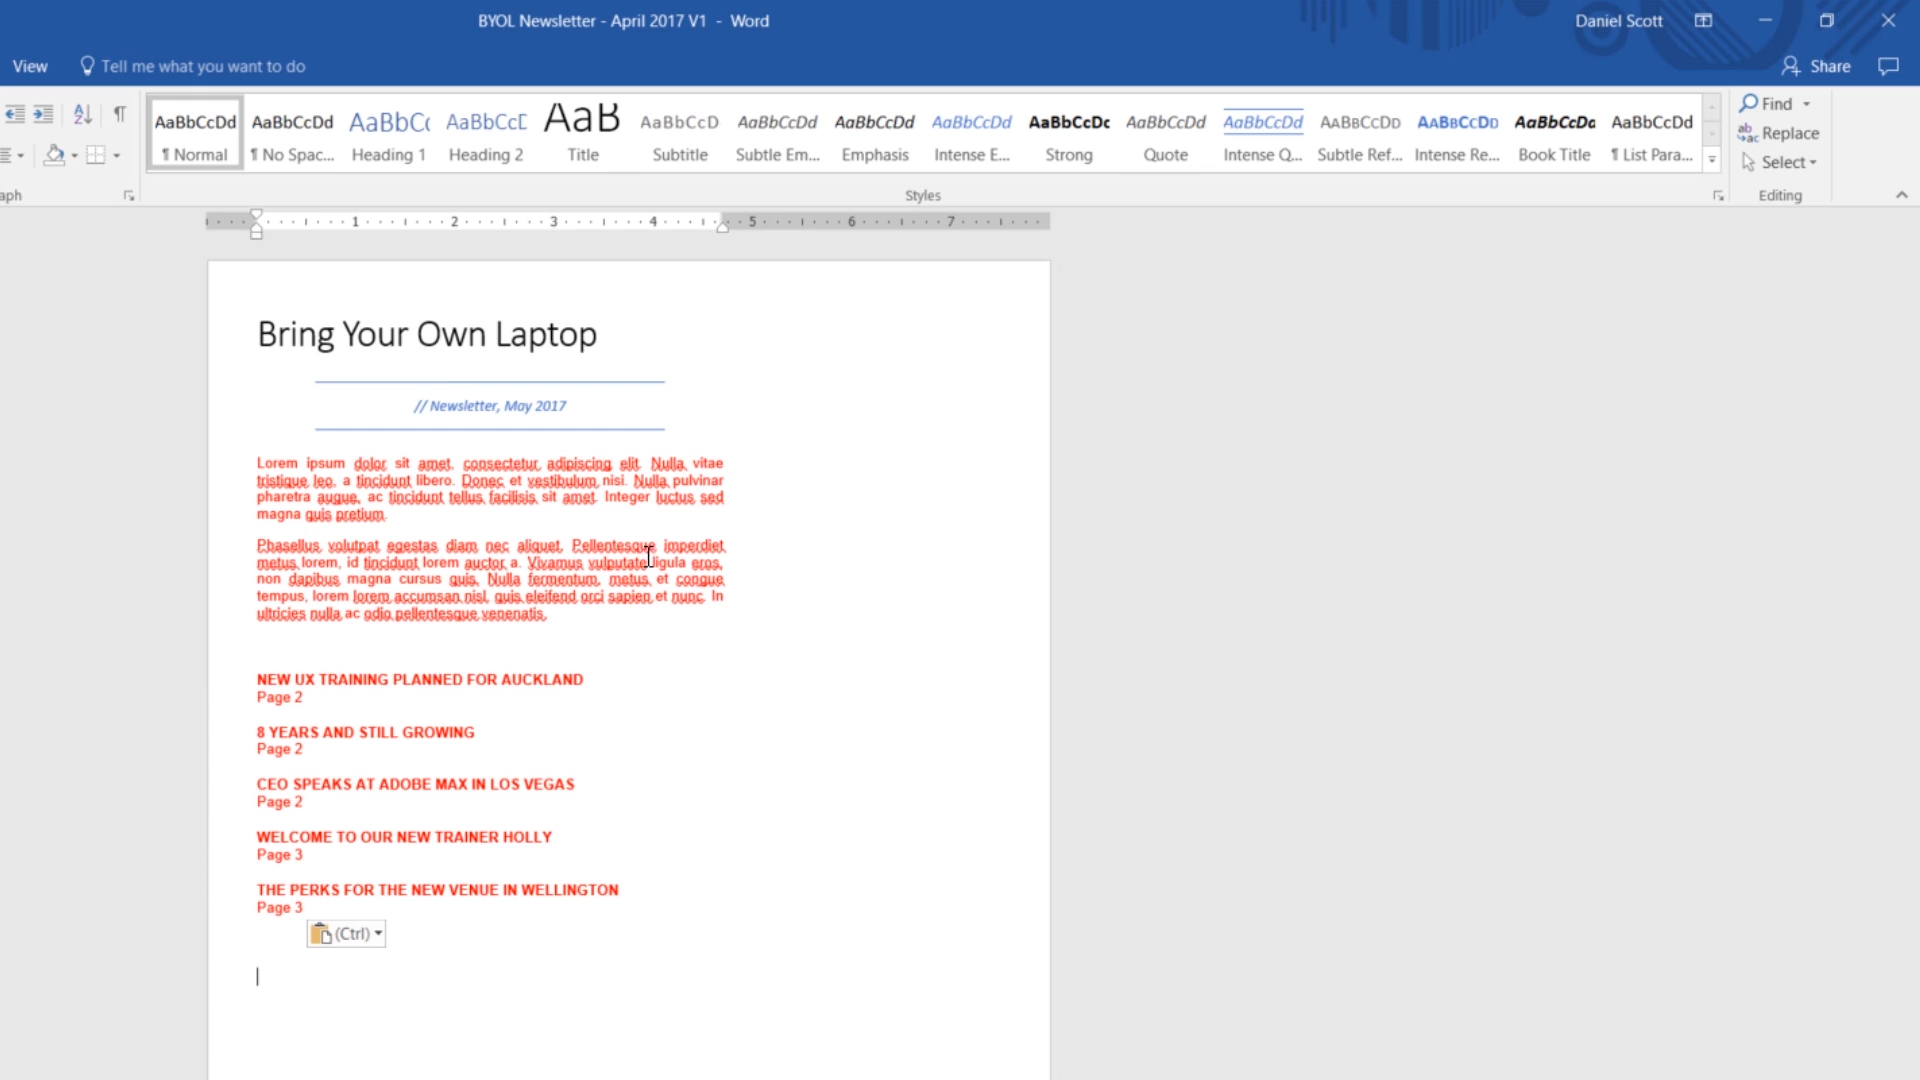 BYOL Newsletter - April 2017 V1 - Word
Daniel Scott
View
Tell me what you want to do
Share
AaBbCcDd AaBbCcDd AaBbC AaBbCcD AaB AaBbCcD AaBbCcDd AaBbCcDd AaBbCcDd AaBbCcDc AaBbCcDd AaBbCcDd AaBbCcDd AaBbCcDd AaBbCcDd AaBbCcDd
¶ Normal ¶ No Spac... Heading 1 Heading 2 Title Subtitle Subtle Em... Emphasis Intense E... Strong Quote Intense Q... Subtle Ref... Intense Re... Book Title ¶ List Para...
Find
Replace
Select
aph
Styles
Editing
1 2 3 4 5 6 7
Bring Your Own Laptop
// Newsletter, May 2017
Lorem ipsum dolor sit amet, consectetur adipiscing elit. Nulla vitae
tristique leo, a tincidunt libero. Donec et vestibulum nisi. Nulla pulvinar
pharetra augue, ac tincidunt tellus facilisis sit amet. Integer luctus sed
magna quis pretium.
Phasellus volutpat egestas diam nec aliquet. Pellentesque imperdiet
metus lorem, id tincidunt lorem auctor a. Vivamus vulputate ligula eros,
non dapibus magna cursus quis. Nulla fermentum, metus et congue
tempus, lorem lorem accumsan nisl, quis eleifend orci sapien et nunc. In
ultricies nulla ac odio pellentesque venenatis.
NEW UX TRAINING PLANNED FOR AUCKLAND
Page 2
8 YEARS AND STILL GROWING
Page 2
CEO SPEAKS AT ADOBE MAX IN LOS VEGAS
Page 2
WELCOME TO OUR NEW TRAINER HOLLY
Page 3
THE PERKS FOR THE NEW VENUE IN WELLINGTON
Page 3
(Ctrl)